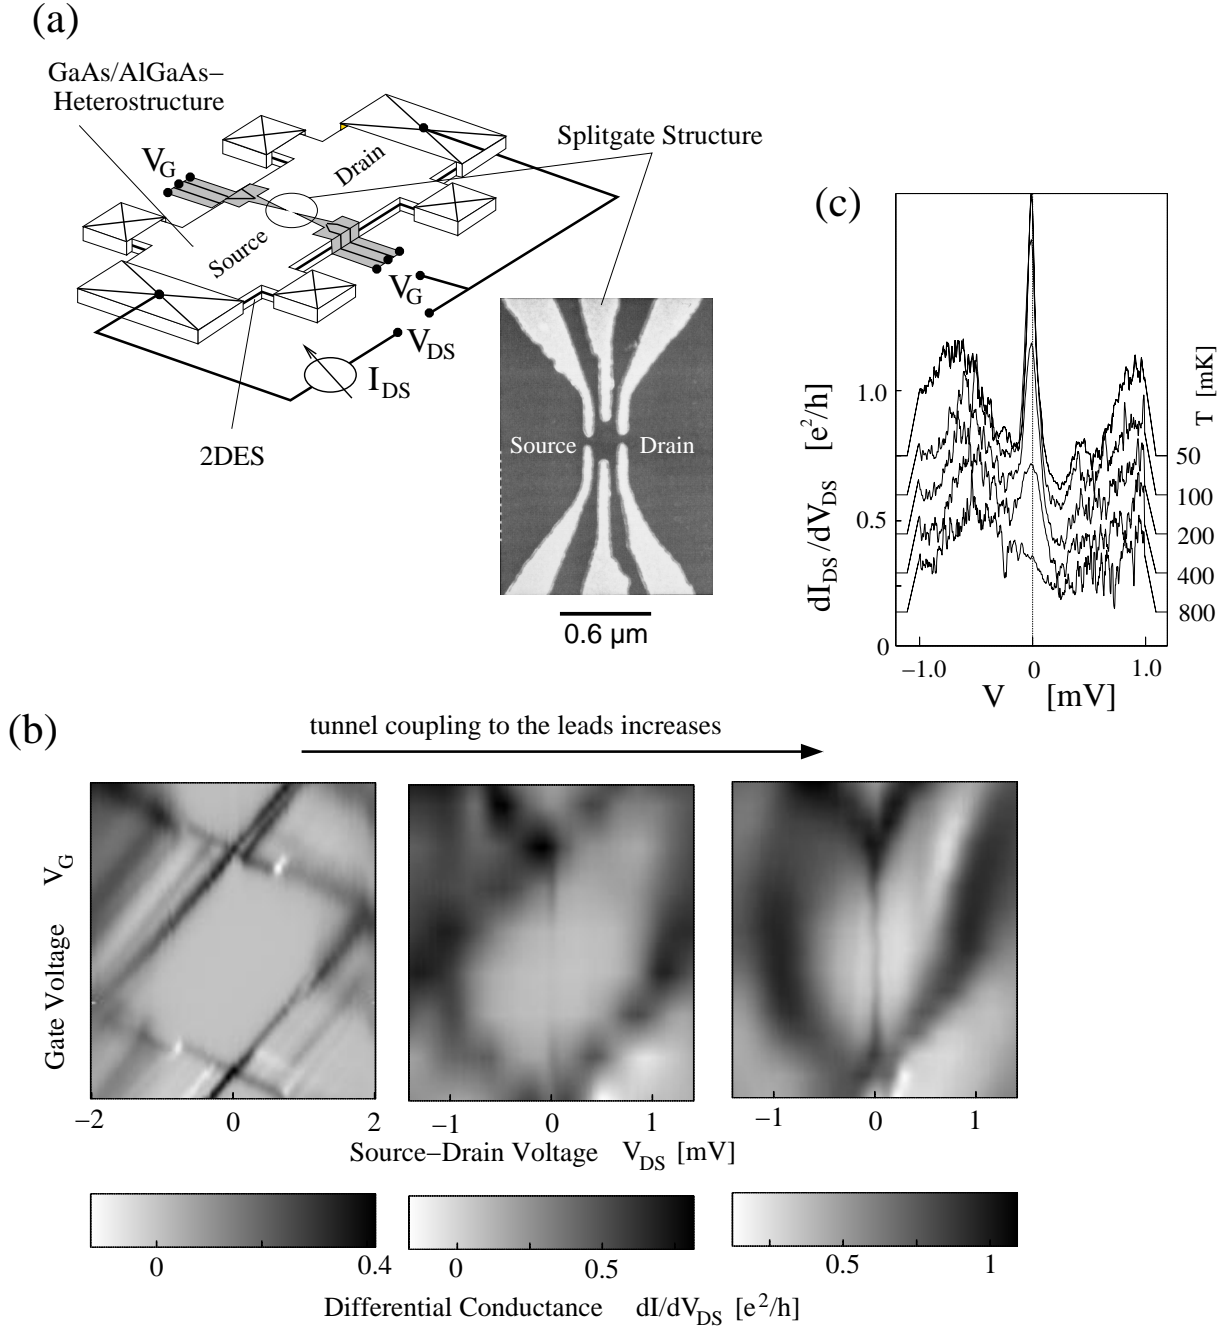 (a)
GaAs/AlGaAs−
Heterostructure
Splitgate Structure
V_G
Drain
Source
V_G
V_DS
I_DS
2DES
Source
Drain
0.6 µm
(c)
dI_DS/dV_DS [e²/h]
1.0
0.5
0
T [mK]
50
100
200
400
800
−1.0
0
1.0
V [mV]
(b)
tunnel coupling to the leads increases
Gate Voltage V_G
−2
0
2
−1
0
1
−1
0
1
Source−Drain Voltage V_DS [mV]
0
0.4
0
0.5
0.5
1
Differential Conductance dI/dV_DS [e²/h]